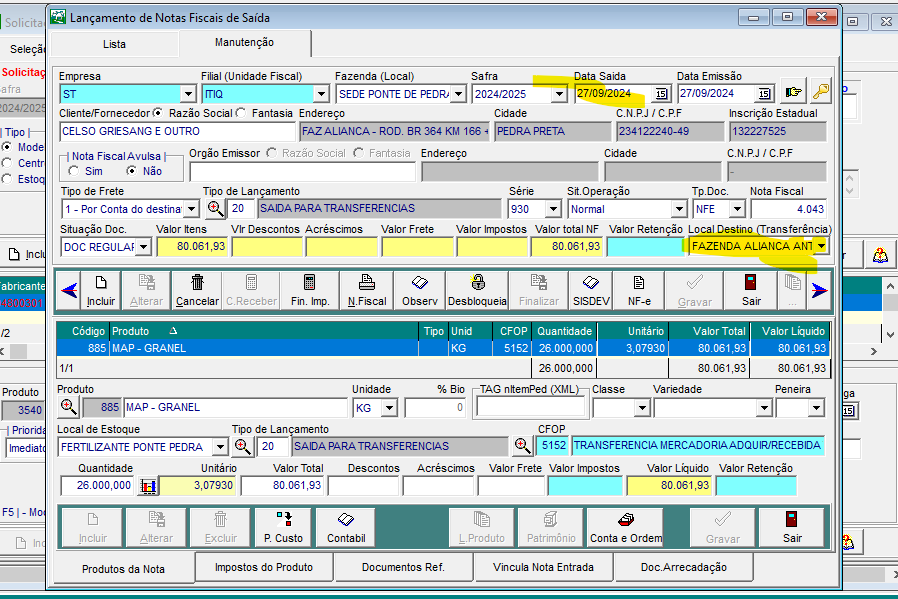 Lançamento de Notas Fiscais de Saída
Solicita
Lista
Manutenção
Seleçã
Solicitaç
afra
2024/2025
Tipo
Mode
Centr
Estoq
Empresa
Filial (Unidade Fiscal)
Fazenda (Local)
Safra
Data Saida
Data Emissão
ST
ITIQ
SEDE PONTE DE PEDRA
2024/2025
27/09/2024
15
27/09/2024
15
Cliente/Fornecedor
Razão Social
Fantasia
Endereço
Cidade
C.N.P.J / C.P.F
Inscrição Estadual
CELSO GRIESANG E OUTRO
FAZ ALIANCA - ROD. BR 364 KM 166 +
PEDRA PRETA
234122240-49
132227525
Nota Fiscal Avulsa
Sim
Não
Orgão Emissor
Razão Social
Fantasia
Endereço
Cidade
C.N.P.J / C.P.F
-
Tipo de Frete
Tipo de Lançamento
Série
Sit.Operação
Tp.Doc.
Nota Fiscal
1 - Por Conta do destinat
20
SAIDA PARA TRANSFERENCIAS
930
Normal
NFE
4.043
Situação Doc.
Valor Itens
Vlr Descontos
Acréscimos
Valor Frete
Valor Impostos
Valor total NF
Valor Retenção
Local Destino (Transferência)
DOC REGULAR
80.061,93
80.061,93
FAZENDA ALIANCA ANT
Inclu
r
Incluir
Alterar
Cancelar
C.Receber
Fin. Imp.
N.Fiscal
Observ
Desbloqueia
Finalizar
SISDEV
NF-e
Gravar
Sair
...
Fabricante
4800301
/2
Código
Produto
Tipo
Unid
CFOP
Quantidade
Unitário
Valor Total
Valor Líquido
885
MAP - GRANEL
KG
5152
26.000,000
3,07930
80.061,93
80.061,93
1/1
26.000,000
80.061,93
80.061,93
Produto
3540
Priorida
Imediato
ga
15
Produto
Unidade
% Bio
TAG nItemPed (XML)
Classe
Variedade
Peneira
885
MAP - GRANEL
KG
0
Local de Estoque
Tipo de Lançamento
CFOP
FERTILIZANTE PONTE PEDRA
20
SAIDA PARA TRANSFERENCIAS
5152
TRANSFERENCIA MERCADORIA ADQUIR/RECEBIDA
Quantidade
Unitário
Valor Total
Descontos
Acréscimos
Valor Frete
Valor Impostos
Valor Líquido
Valor Retenção
26.000,000
3,07930
80.061,93
80.061,93
F5 | - Mod
Inc
Incluir
Alterar
Excluir
P. Custo
Contabil
L.Produto
Patrimônio
Conta e Ordem
Gravar
Sair
Produtos da Nota
Impostos do Produto
Documentos Ref.
Vincula Nota Entrada
Doc.Arrecadação